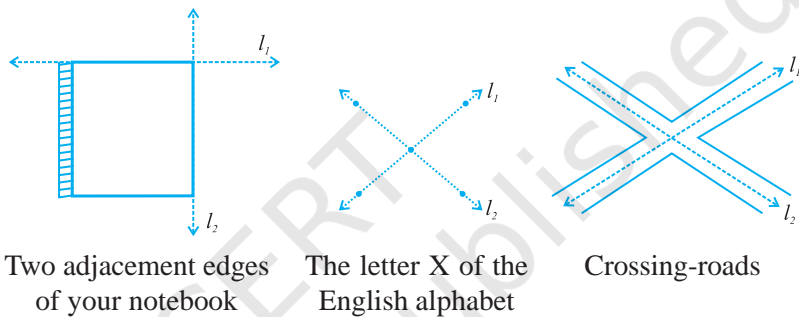 l1
l2
l1
l2
l1
l2
Two adjacement edges
of your notebook
The letter X of the
English alphabet
Crossing-roads